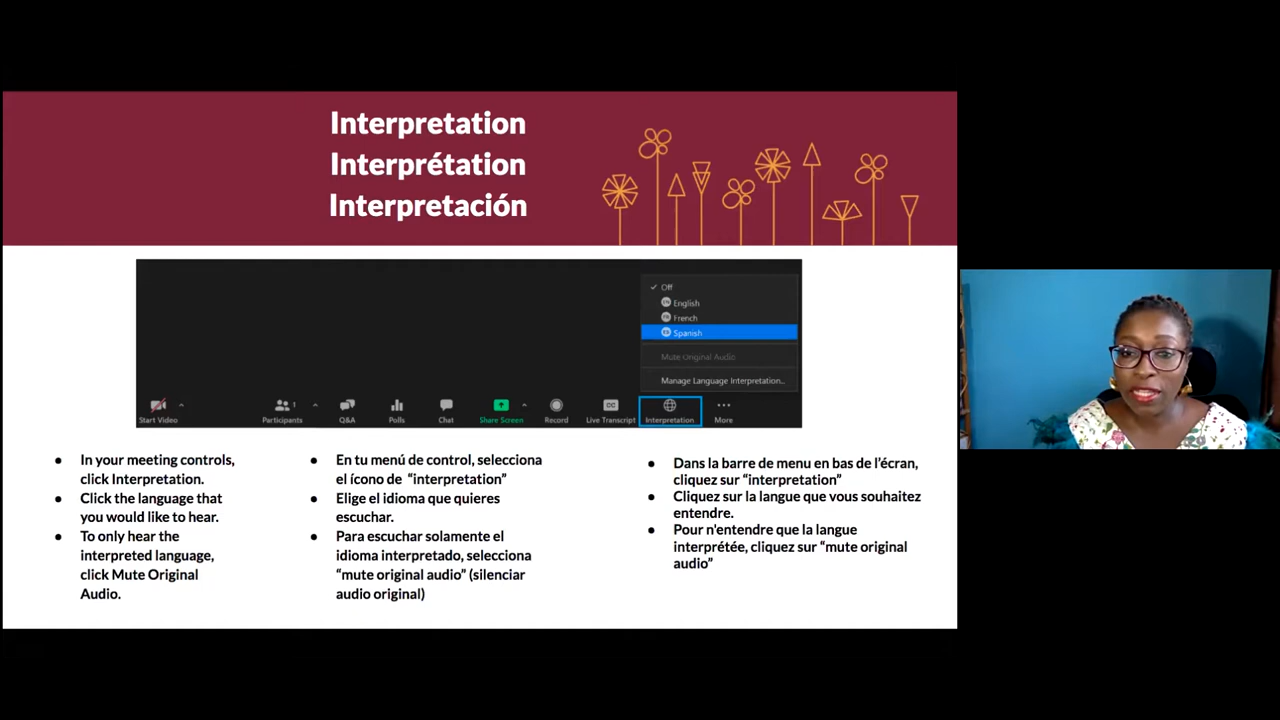 Interpretation
Interprétation
Interpretación
Off
English
French
Spanish
Mute Original Audio
Manage Language Interpretation..
Start Video
1
Participants
Q&A
Polls
Chat
Share Screen
Record
CC
Live Transcript
Interpretation
More
In your meeting controls,
click Interpretation.
Click the language that
you would like to hear.
To only hear the
interpreted language,
click Mute Original
Audio.
En tu menú de control, selecciona
el ícono de “interpretation”
Elige el idioma que quieres
escuchar.
Para escuchar solamente el
idioma interpretado, selecciona
“mute original audio” (silenciar
audio original)
Dans la barre de menu en bas de l’écran,
cliquez sur “interpretation”
Cliquez sur la langue que vous souhaitez
entendre.
Pour n'entendre que la langue
interprétée, cliquez sur “mute original
audio”